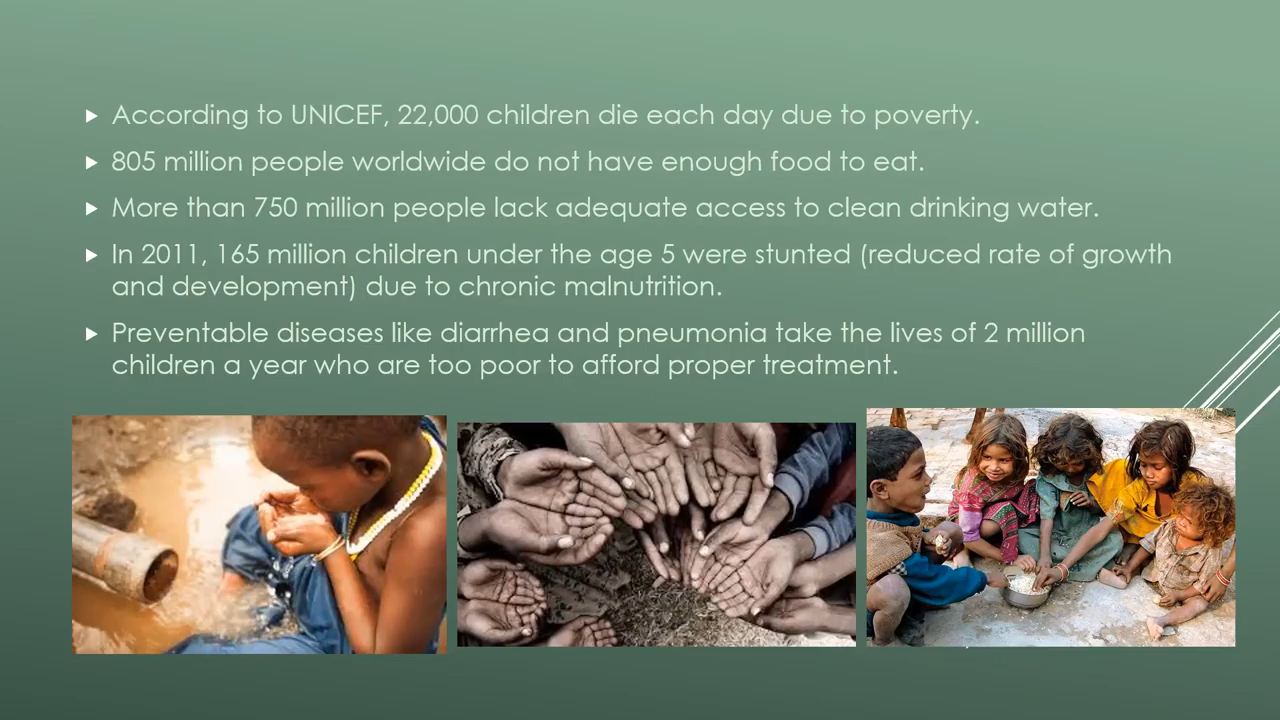 According to UNICEF, 22,000 children die each day due to poverty.
805 million people worldwide do not have enough food to eat.
More than 750 million people lack adequate access to clean drinking water.
In 2011, 165 million children under the age 5 were stunted (reduced rate of growth
and development) due to chronic malnutrition.
Preventable diseases like diarrhea and pneumonia take the lives of 2 million
children a year who are too poor to afford proper treatment.